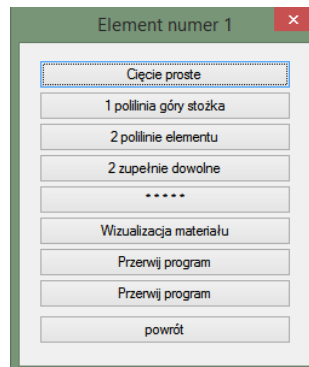 Element numer 1
Cięcie proste
1 polilinia góry stożka
2 polilinie elementu
2 zupełnie dowolne
* * * * *
Wizualizacja materiału
Przerwij program
Przerwij program
powrót